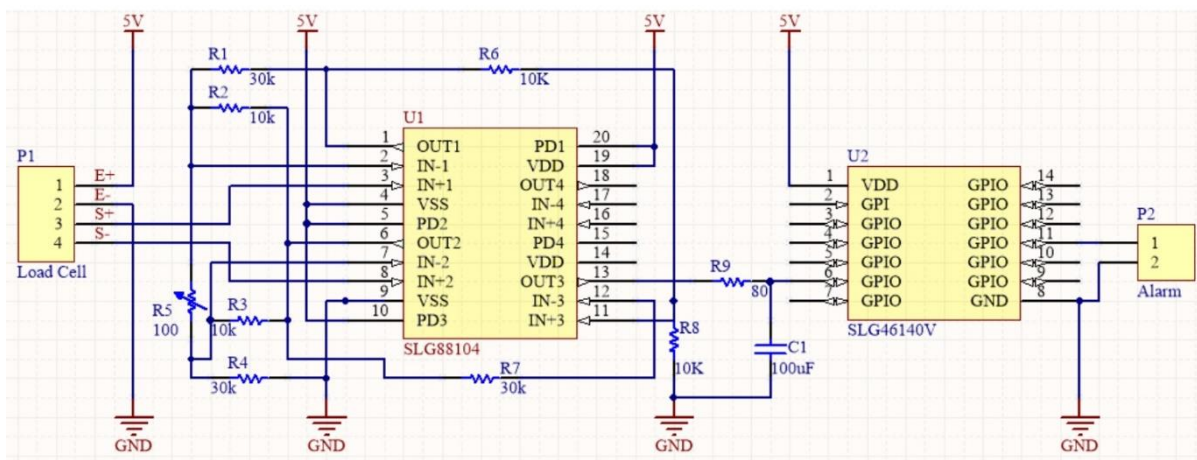 5V 5V 5V 5V
R1 30k
R6 10K
R2 10k
U1
1 OUT1 PD1 20
2 IN-1 VDD 19
3 IN+1 OUT4 18
4 VSS IN-4 17
5 PD2 IN+4 16
6 OUT2 PD4 15
7 IN-2 VDD 14
8 IN+2 OUT3 13
9 VSS IN-3 12
10 PD3 IN+3 11
SLG88104
P1
1 E+
2 E-
3 S+
4 S-
Load Cell
R5 100
R3 10k
R4 30k
R7 30k
R8 10K
R9 80
C1 100uF
U2
1 VDD GPIO 14
2 GPI GPIO 13
3 GPIO GPIO 12
4 GPIO GPIO 11
5 GPIO GPIO 10
6 GPIO GPIO 9
7 GPIO GND 8
SLG46140V
P2
1
2
Alarm
GND GND GND GND